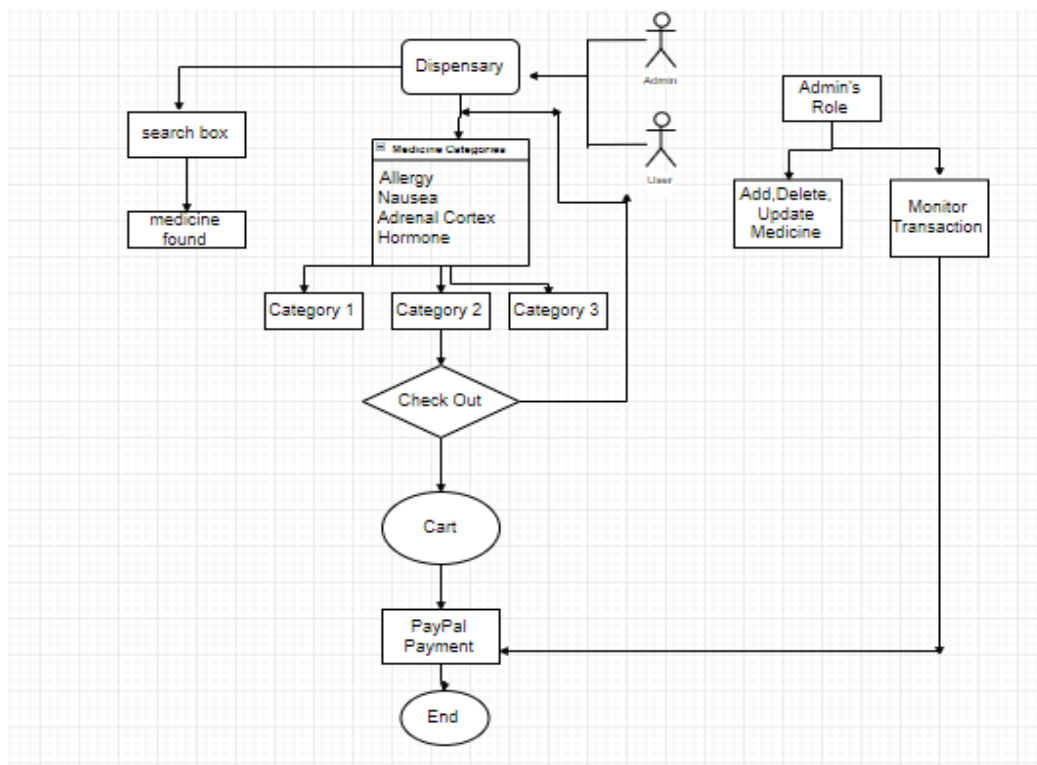 Dispensary
Admin
Admin's
Role
search box
Medicine Categories
Allergy
Nausea
Adrenal Cortex
Hormone
User
Add,Delete,
Update
Medicine
Monitor
Transaction
medicine
found
Category 1
Category 2
Category 3
Check Out
Cart
PayPal
Payment
End